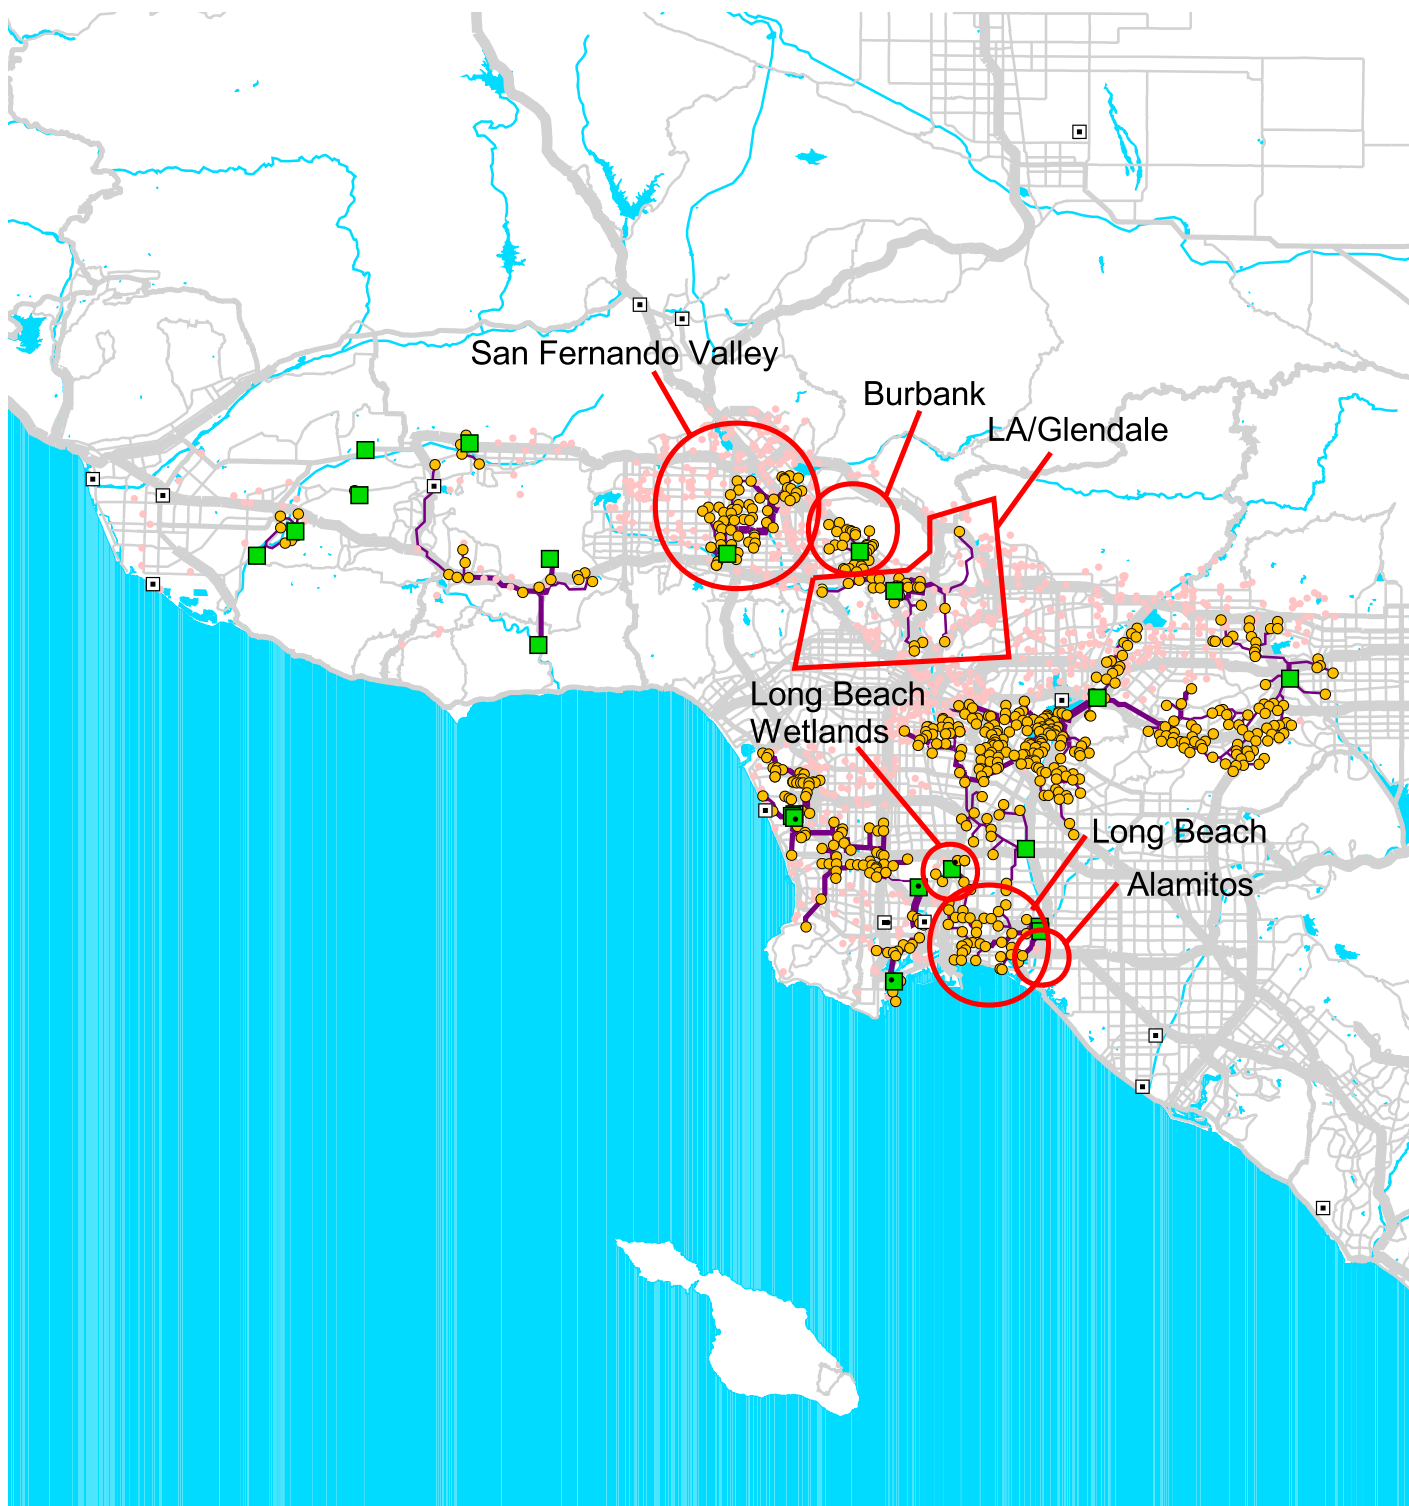 San Fernando Valley
Burbank
LA/Glendale
Long Beach
Wetlands
Long Beach
Alamitos